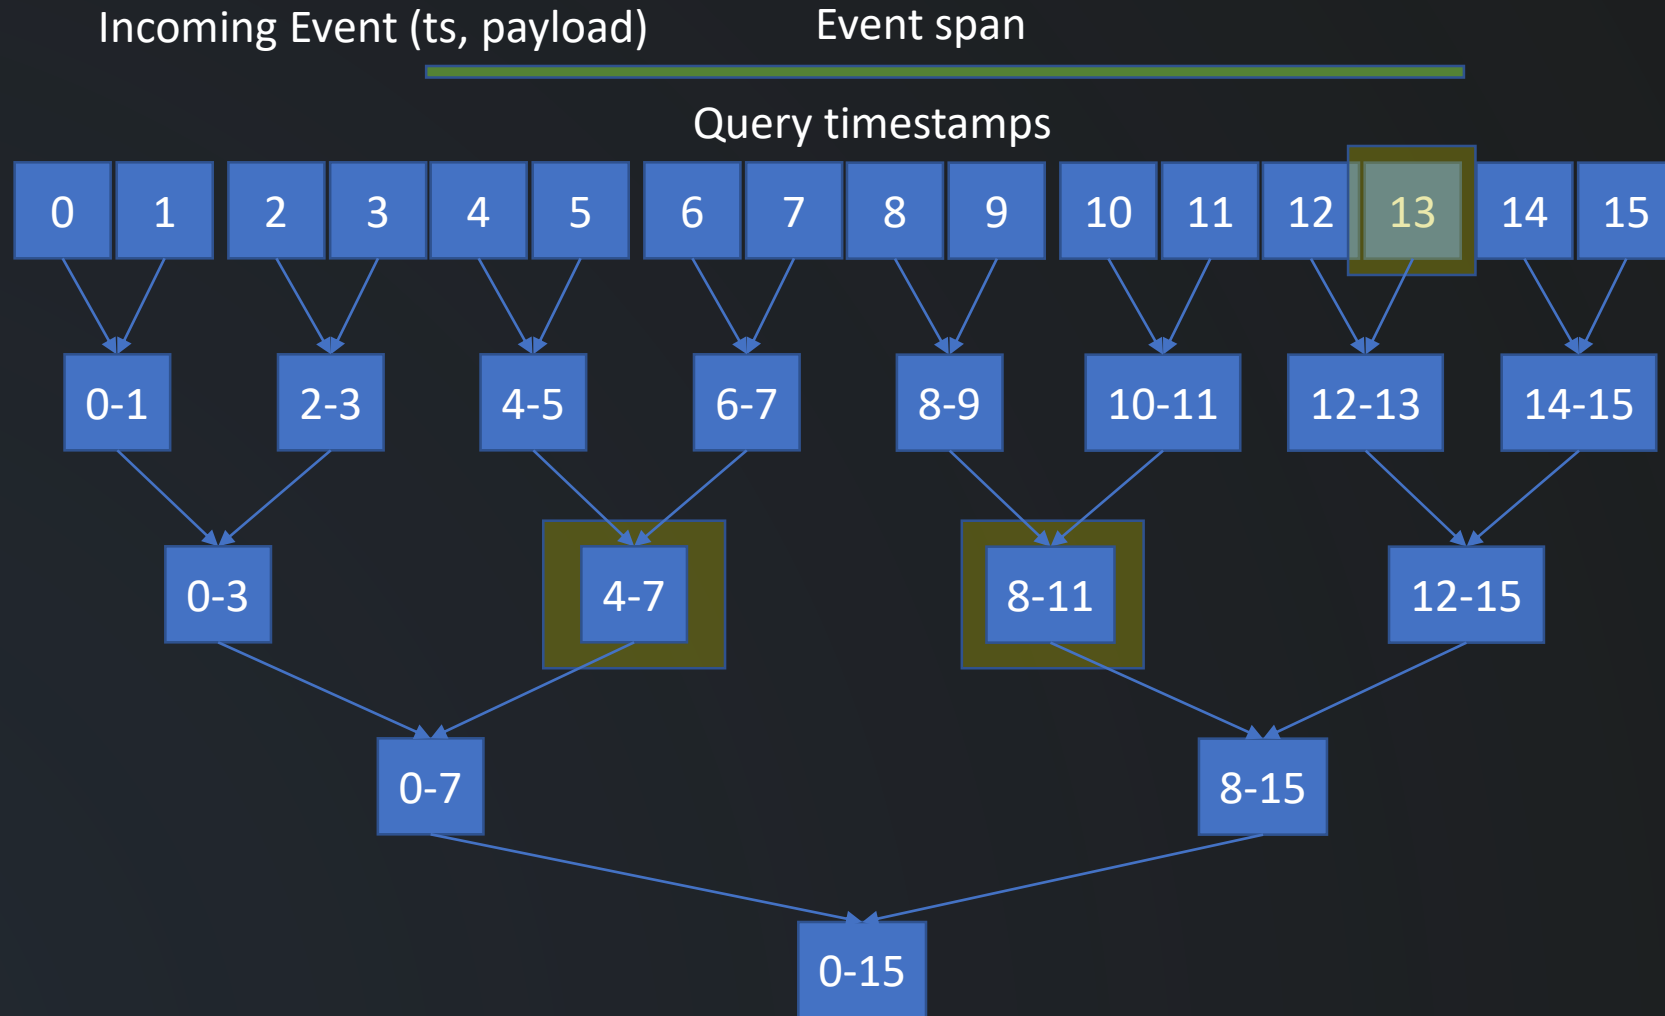 Incoming Event (ts, payload) Event span
Query timestamps
0 1 2 3 4 5 6 7 8 9 10 11 12 13 14 15
0-1 2-3 4-5 6-7 8-9 10-11 12-13 14-15
0-3 4-7 8-11 12-15
0-7 8-15
0-15